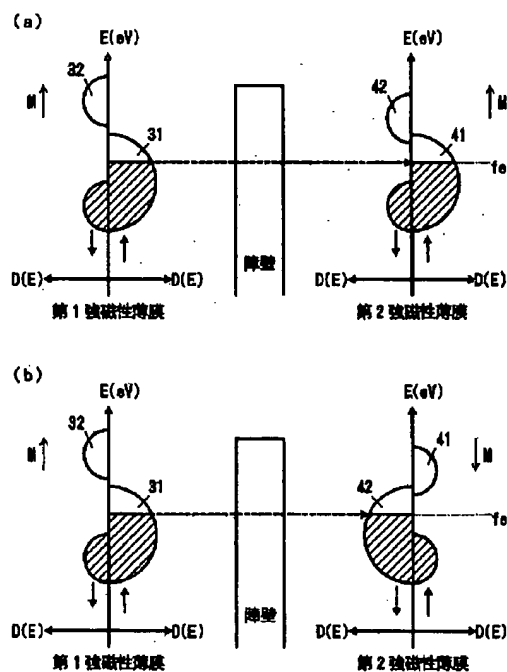 (a)
E(eV)
E(eV)
32
42
M
31
41
M
fe
障壁
D(E)
D(E)
D(E)
D(E)
第1強磁性薄膜
第2強磁性薄膜
(b)
E(eV)
E(eV)
32
41
M
31
42
M
fe
障壁
D(E)
D(E)
D(E)
D(E)
第1強磁性薄膜
第2強磁性薄膜